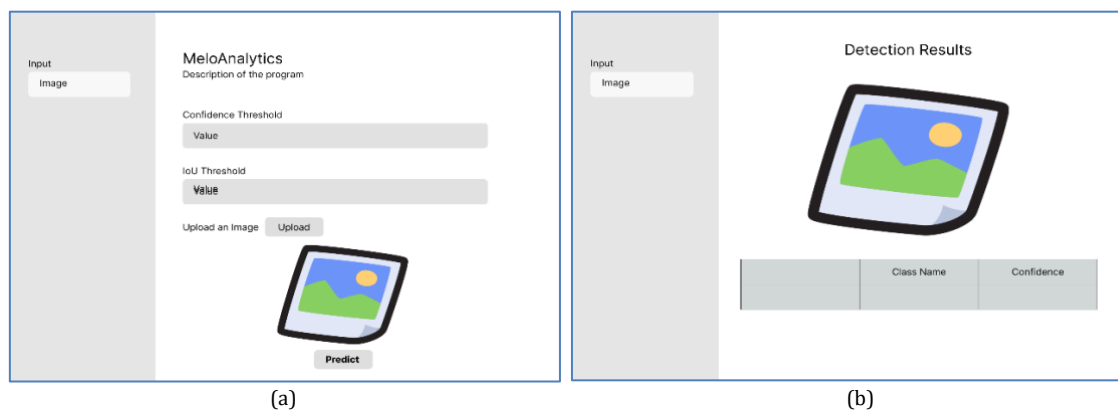 Input
Image
MeloAnalytics
Description of the program
Confidence Threshold
Value
IoU Threshold
Value
Value
Upload an Image Upload
Predict
(a)
Input
Image
Detection Results
Class Name Confidence
(b)